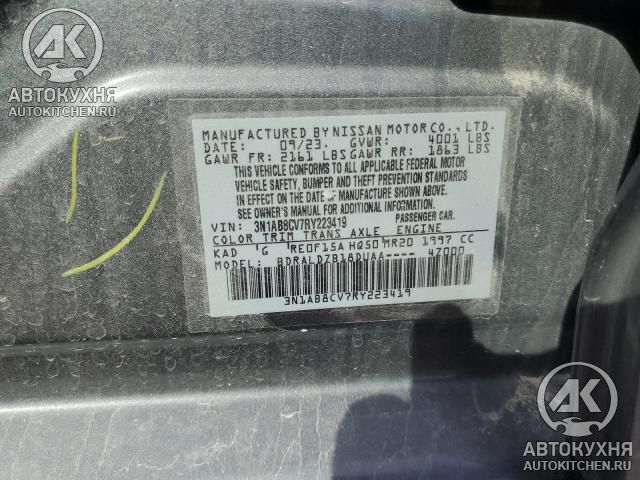 АК
АВТОКУХНЯ
AUTOKITCHEN.RU
MANUFACTURED BY NISSAN MOTOR CO., LTD.
DATE: 09/23. GVWR: 4001 LBS
GAWR FR: 2161 LBS GAWR RR: 1863 LBS
THIS VEHICLE CONFORMS TO ALL APPLICABLE FEDERAL MOTOR
VEHICLE SAFETY, BUMPER AND THEFT PREVENTION STANDARDS
IN EFFECT ON THE DATE OF MANUFACTURE SHOWN ABOVE.
SEE OWNER'S MANUAL FOR ADDITIONAL INFORMATION.
VIN: 3N1AB8CV7RY223419 PASSENGER CAR.
COLOR TRIM TRANS AXLE ENGINE
KAD 'G 'RE0F15A HQ50 MR20 1997 CC
MODEL: BDRALDZB18DUAA---- 4Z000
3N1AB8CV7RY223419
АК
АВТОКУХНЯ
AUTOKITCHEN.RU